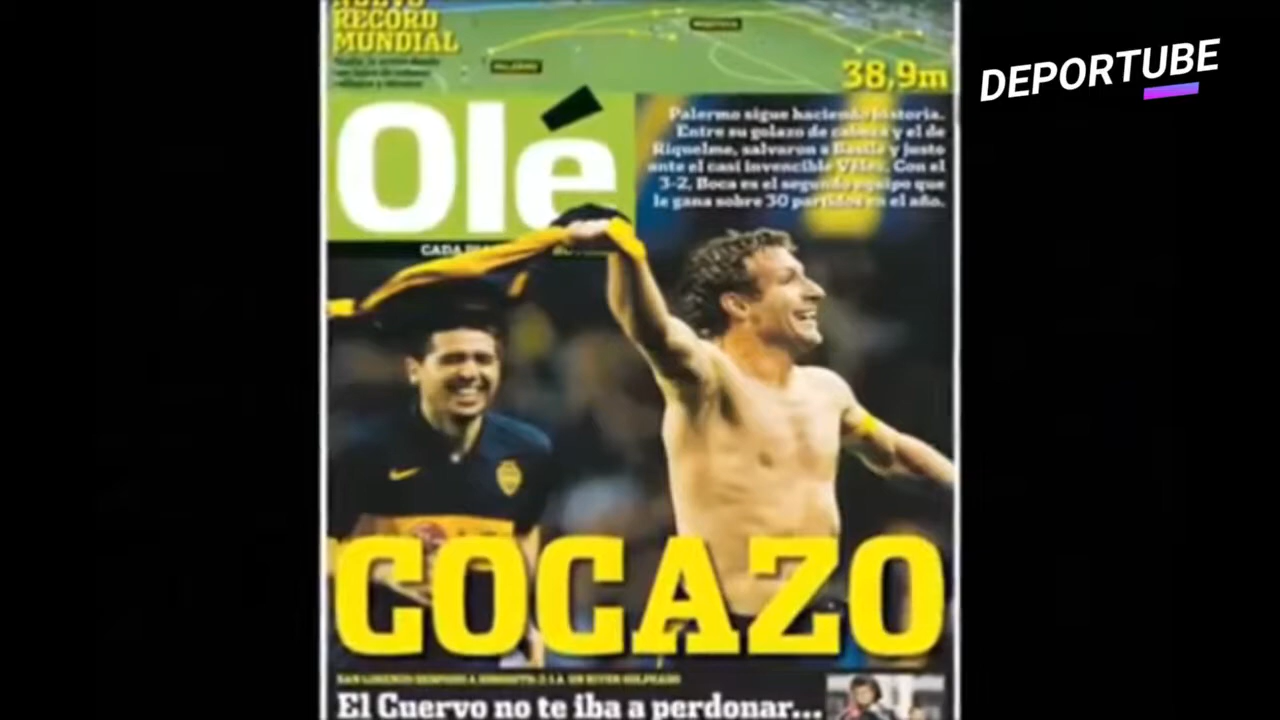 NUEVO
RECORD
MUNDIAL
38,9m
DEPORTUBE
Olé
Palermo sigue haciendo historia.
Entre su golazo de cabeza y el de
Riquelme, salvaron a Basile y justo
ante el casi invencible Vélez. Con el
3-2, Boca es el segundo equipo que
le gana sobre 30 partidos en el año.
CADA
COCAZO
El Cuervo no te iba a perdonar...